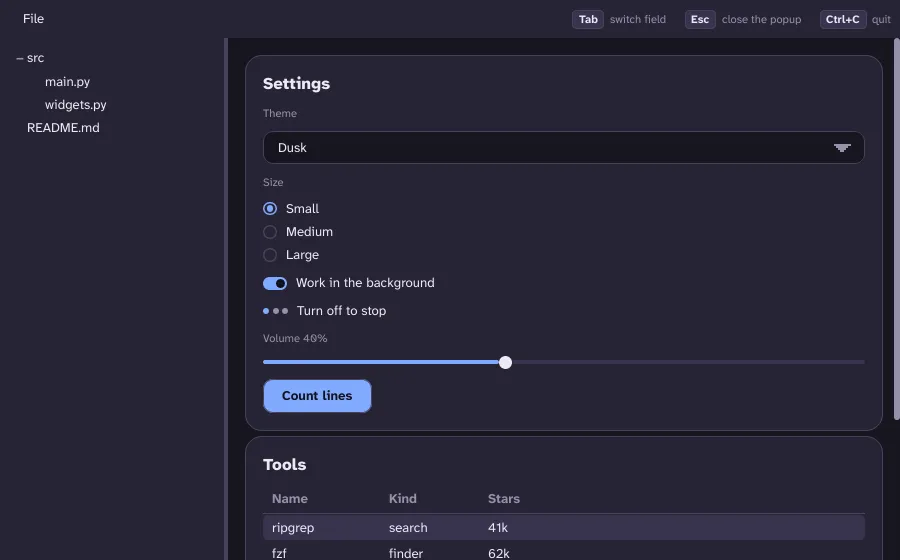 File Tab switch field Esc close the popup Ctrl+C quit
– src
main.py
widgets.py
README.md
Settings
Theme
Dusk
Size
Small
Medium
Large
Work in the background
Turn off to stop
Volume 40%
Count lines
Tools
Name Kind Stars
ripgrep search 41k
fzf finder 62k